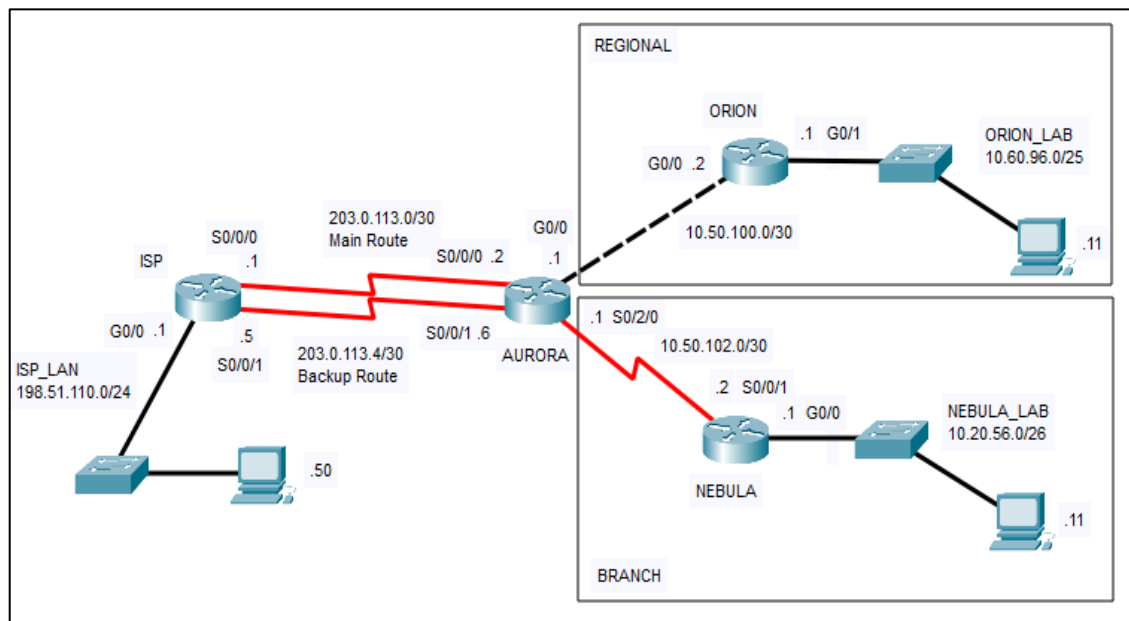 REGIONAL
ORION
.1 G0/1
ORION_LAB
10.60.96.0/25
G0/0 .2
.11
10.50.100.0/30
203.0.113.0/30
Main Route
G0/0
.1
S0/0/0
.1
ISP
S0/0/0 .2
G0/0 .1
.5
S0/0/1
S0/0/1 .6
AURORA
203.0.113.4/30
Backup Route
ISP_LAN
198.51.110.0/24
.50
.1 S0/2/0
10.50.102.0/30
.2 S0/0/1
.1 G0/0
NEBULA_LAB
10.20.56.0/26
NEBULA
.11
BRANCH